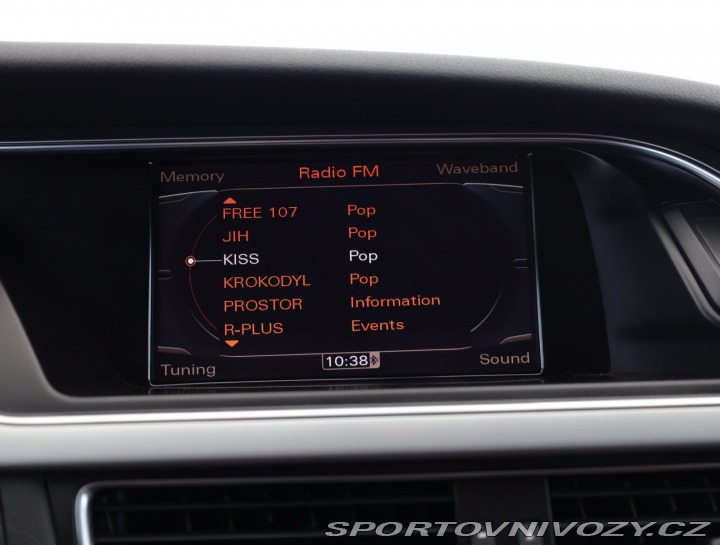 Memory Radio FM Waveband
FREE 107 Pop
JIH Pop
KISS Pop
KROKODYL Pop
PROSTOR Information
R-PLUS Events
Tuning 10:38 Sound
SPORTOVNIVOZY.CZ